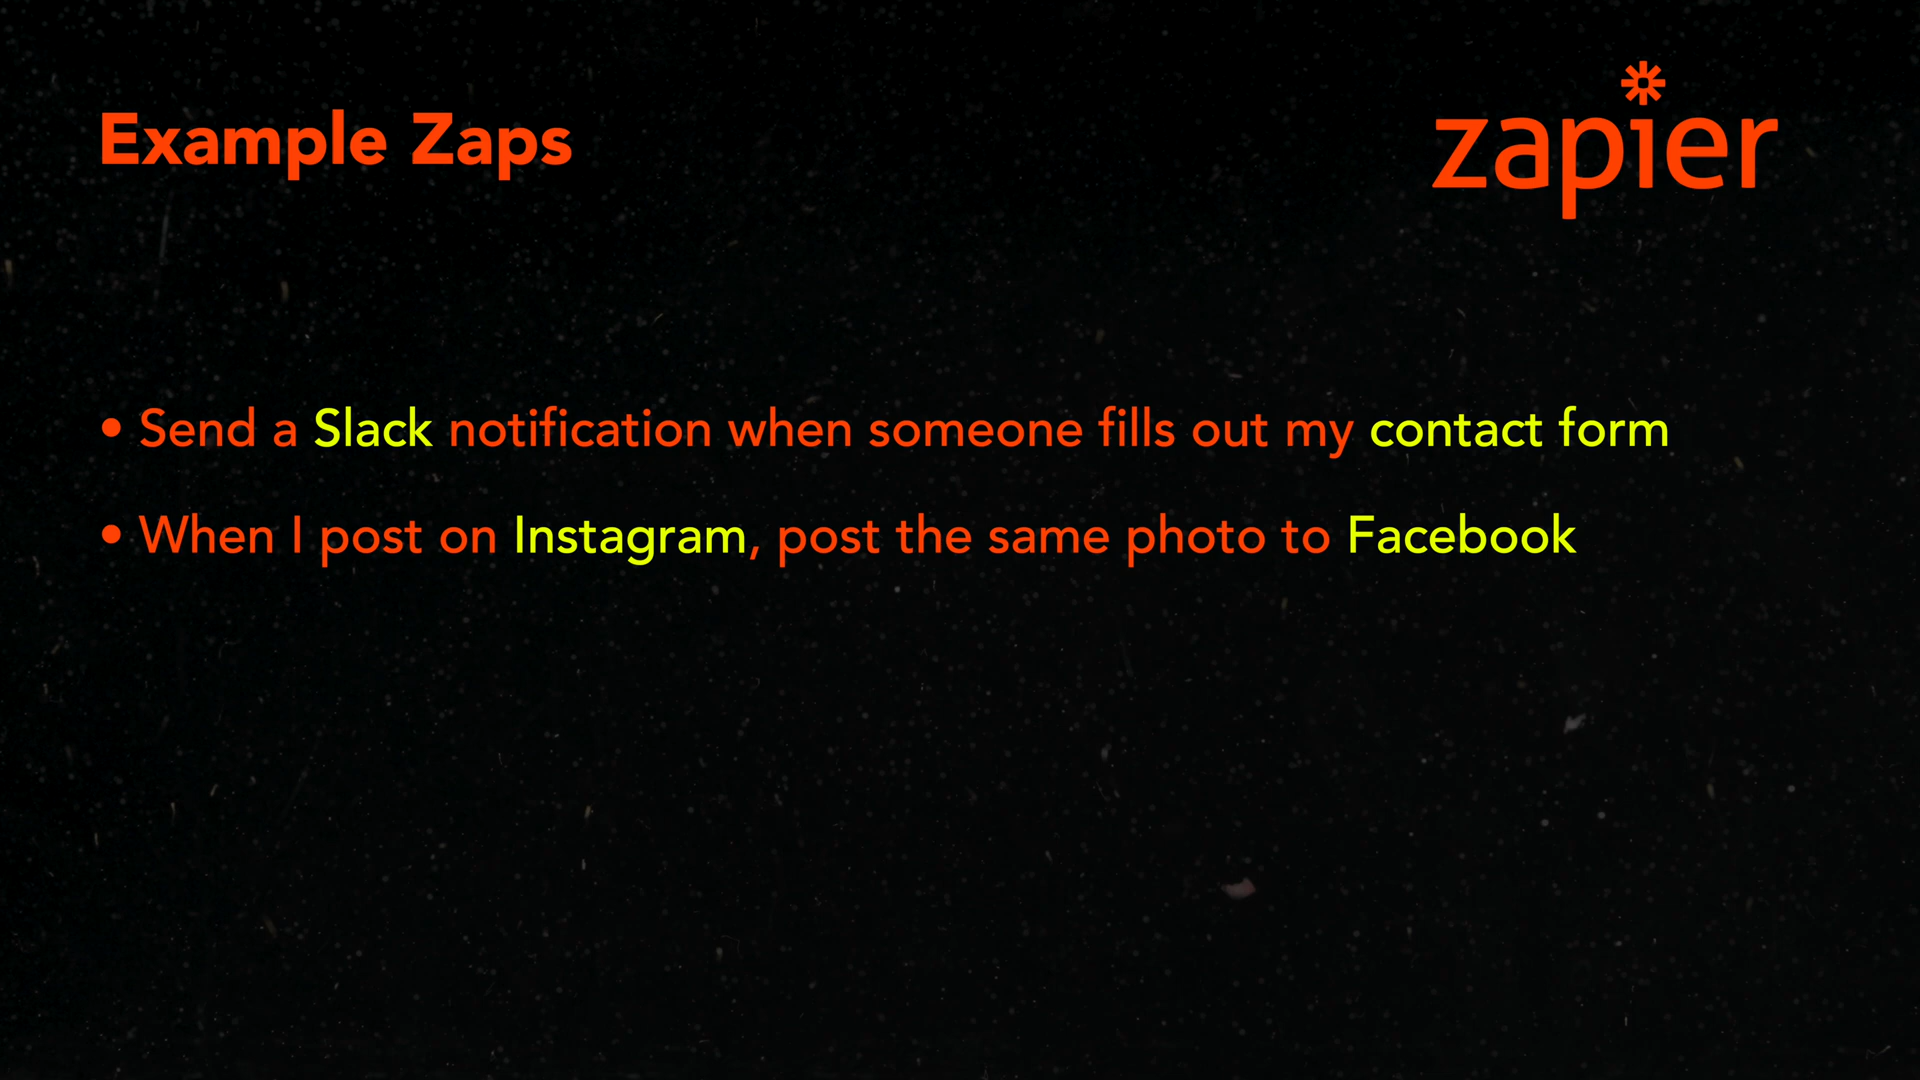 Example Zaps
zapier
• Send a Slack notification when someone fills out my contact form
• When I post on Instagram, post the same photo to Facebook